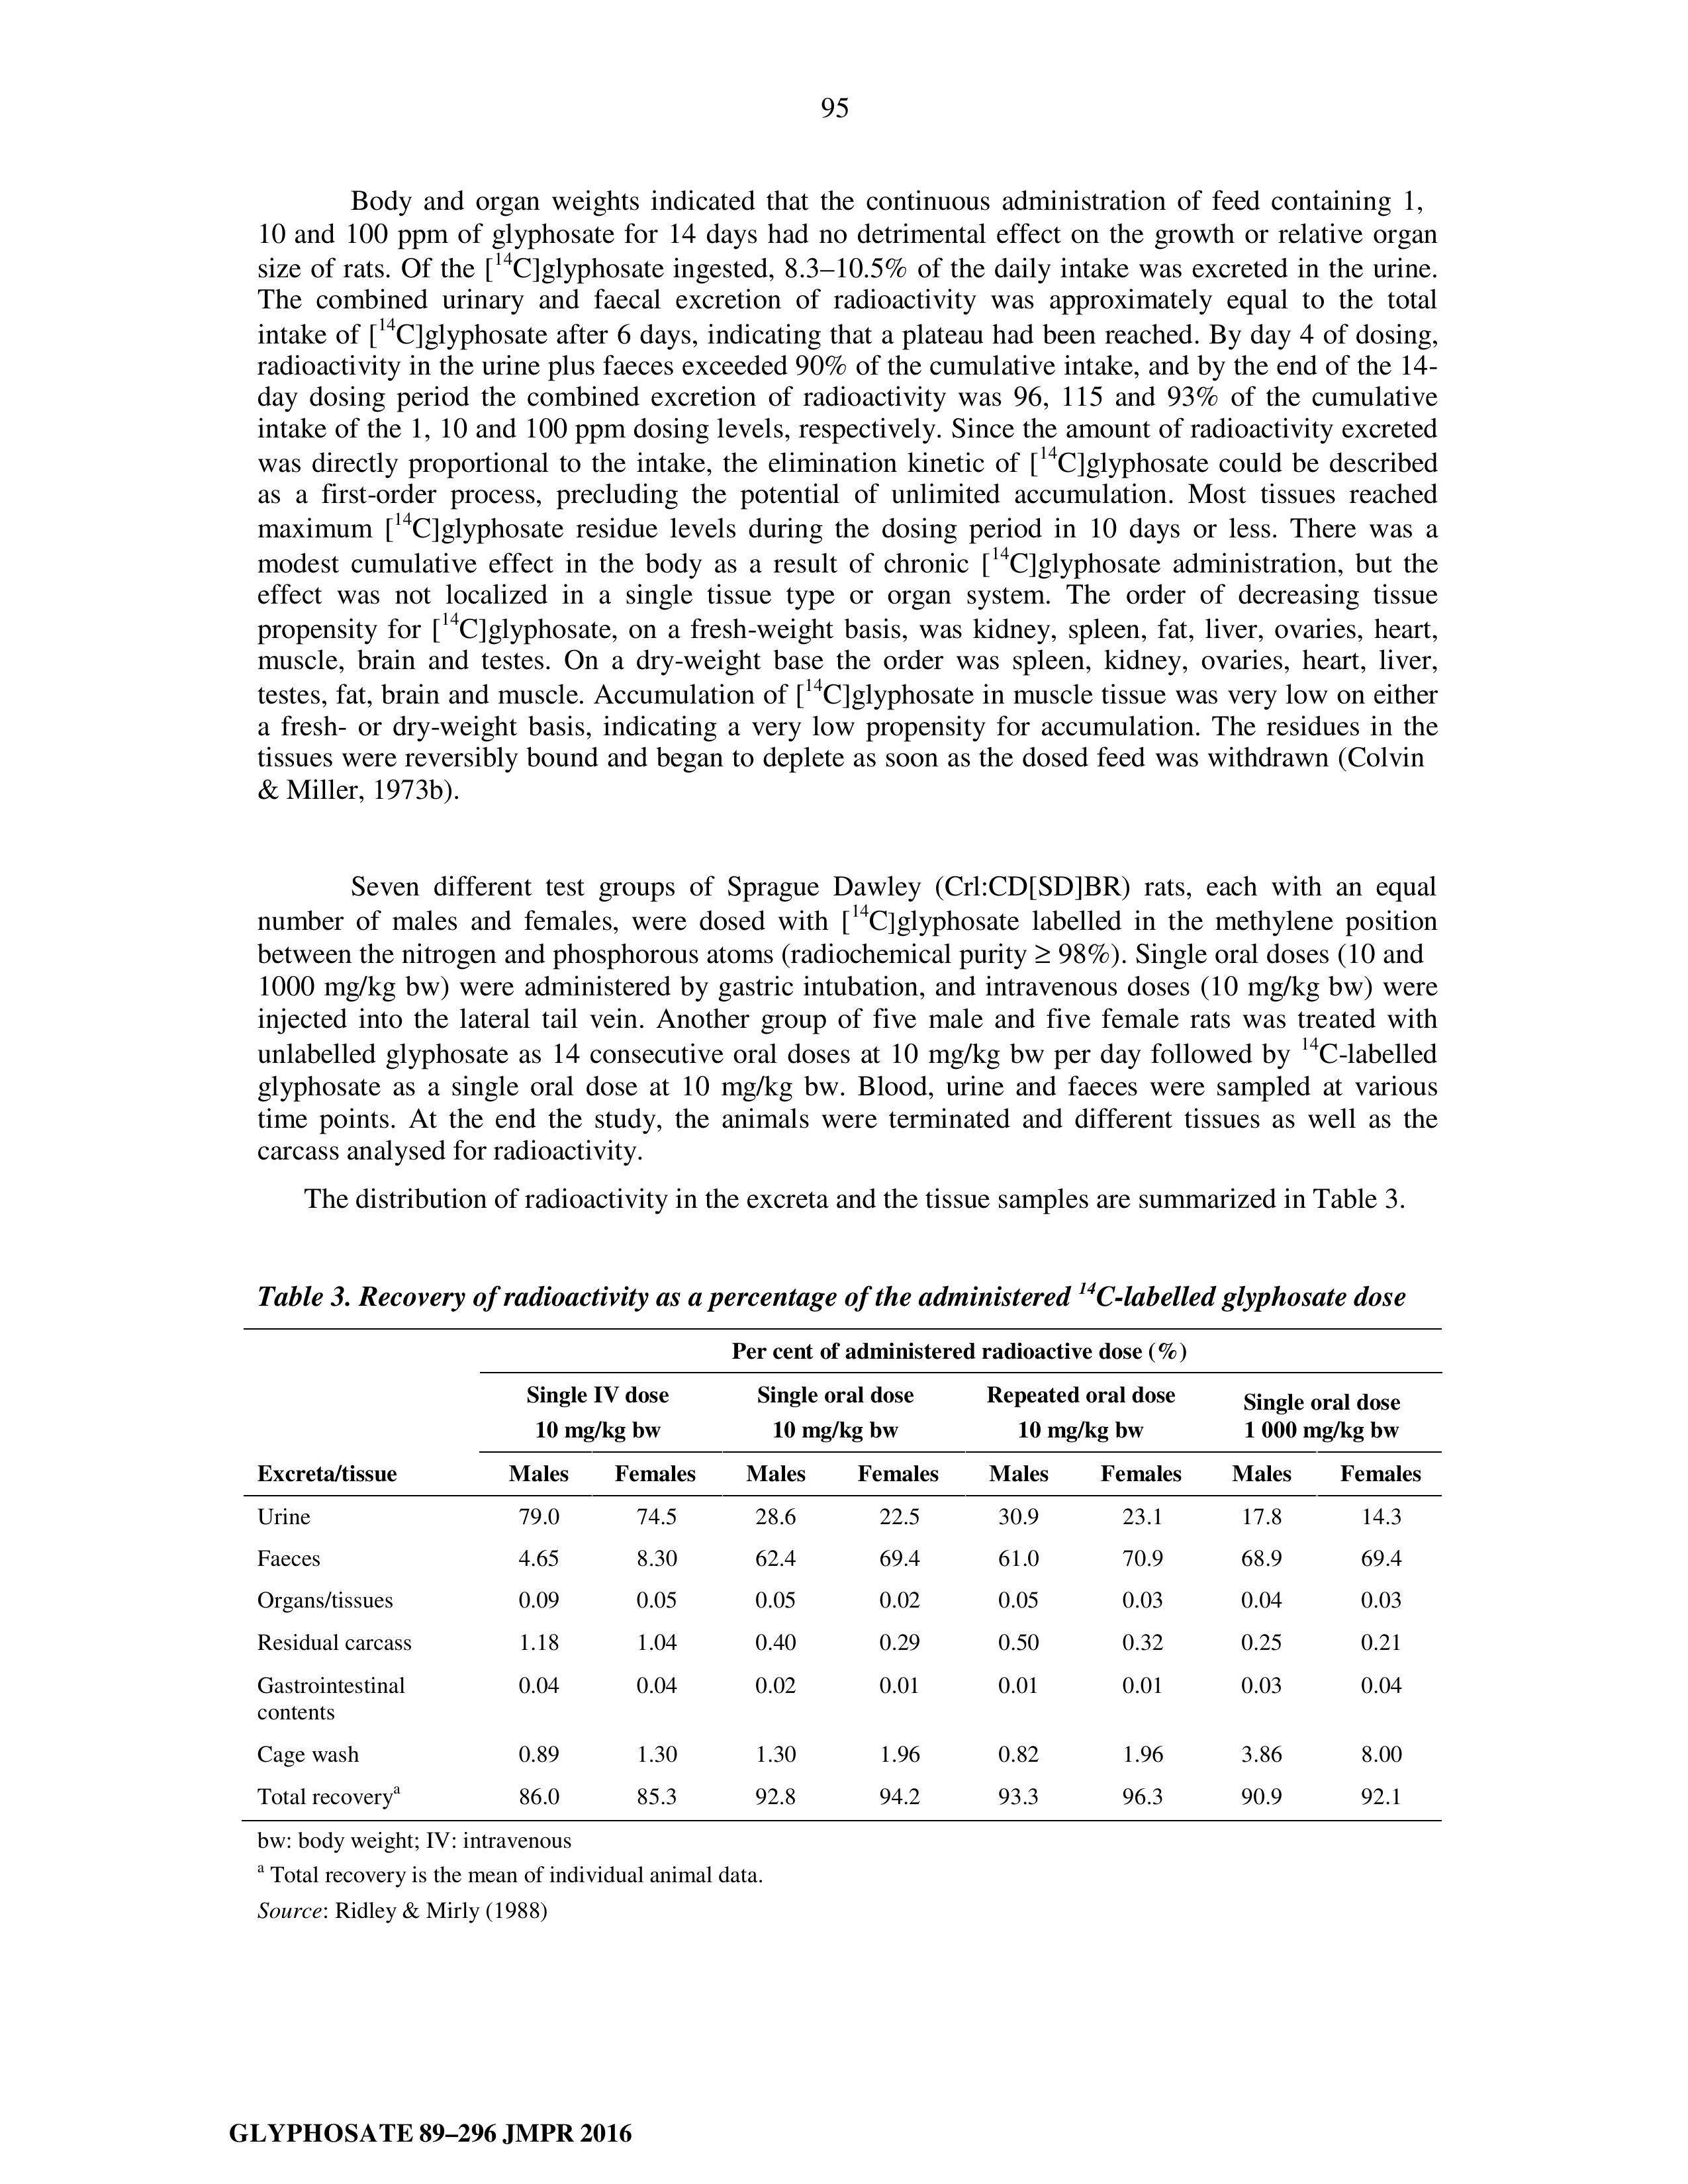 95
Body and organ weights indicated that the continuous administration of feed containing 1,
10 and 100 ppm of glyphosate for 14 days had no detrimental effect on the growth or relative organ
size of rats. Of the [¹⁴C]glyphosate ingested, 8.3–10.5% of the daily intake was excreted in the urine.
The combined urinary and faecal excretion of radioactivity was approximately equal to the total
intake of [¹⁴C]glyphosate after 6 days, indicating that a plateau had been reached. By day 4 of dosing,
radioactivity in the urine plus faeces exceeded 90% of the cumulative intake, and by the end of the 14-
day dosing period the combined excretion of radioactivity was 96, 115 and 93% of the cumulative
intake of the 1, 10 and 100 ppm dosing levels, respectively. Since the amount of radioactivity excreted
was directly proportional to the intake, the elimination kinetic of [¹⁴C]glyphosate could be described
as a first-order process, precluding the potential of unlimited accumulation. Most tissues reached
maximum [¹⁴C]glyphosate residue levels during the dosing period in 10 days or less. There was a
modest cumulative effect in the body as a result of chronic [¹⁴C]glyphosate administration, but the
effect was not localized in a single tissue type or organ system. The order of decreasing tissue
propensity for [¹⁴C]glyphosate, on a fresh-weight basis, was kidney, spleen, fat, liver, ovaries, heart,
muscle, brain and testes. On a dry-weight base the order was spleen, kidney, ovaries, heart, liver,
testes, fat, brain and muscle. Accumulation of [¹⁴C]glyphosate in muscle tissue was very low on either
a fresh- or dry-weight basis, indicating a very low propensity for accumulation. The residues in the
tissues were reversibly bound and began to deplete as soon as the dosed feed was withdrawn (Colvin
& Miller, 1973b).
Seven different test groups of Sprague Dawley (Crl:CD[SD]BR) rats, each with an equal
number of males and females, were dosed with [¹⁴C]glyphosate labelled in the methylene position
between the nitrogen and phosphorous atoms (radiochemical purity ≥ 98%). Single oral doses (10 and
1000 mg/kg bw) were administered by gastric intubation, and intravenous doses (10 mg/kg bw) were
injected into the lateral tail vein. Another group of five male and five female rats was treated with
unlabelled glyphosate as 14 consecutive oral doses at 10 mg/kg bw per day followed by ¹⁴C-labelled
glyphosate as a single oral dose at 10 mg/kg bw. Blood, urine and faeces were sampled at various
time points. At the end the study, the animals were terminated and different tissues as well as the
carcass analysed for radioactivity.
The distribution of radioactivity in the excreta and the tissue samples are summarized in Table 3.
Table 3. Recovery of radioactivity as a percentage of the administered ¹⁴C-labelled glyphosate dose
Per cent of administered radioactive dose (%)
Single IV dose Single oral dose Repeated oral dose Single oral dose
10 mg/kg bw 10 mg/kg bw 10 mg/kg bw 1 000 mg/kg bw
Excreta/tissue Males Females Males Females Males Females Males Females
Urine 79.0 74.5 28.6 22.5 30.9 23.1 17.8 14.3
Faeces 4.65 8.30 62.4 69.4 61.0 70.9 68.9 69.4
Organs/tissues 0.09 0.05 0.05 0.02 0.05 0.03 0.04 0.03
Residual carcass 1.18 1.04 0.40 0.29 0.50 0.32 0.25 0.21
Gastrointestinal 0.04 0.04 0.02 0.01 0.01 0.01 0.03 0.04
contents
Cage wash 0.89 1.30 1.30 1.96 0.82 1.96 3.86 8.00
Total recoveryᵃ 86.0 85.3 92.8 94.2 93.3 96.3 90.9 92.1
bw: body weight; IV: intravenous
ᵃ Total recovery is the mean of individual animal data.
Source: Ridley & Mirly (1988)
GLYPHOSATE 89–296 JMPR 2016